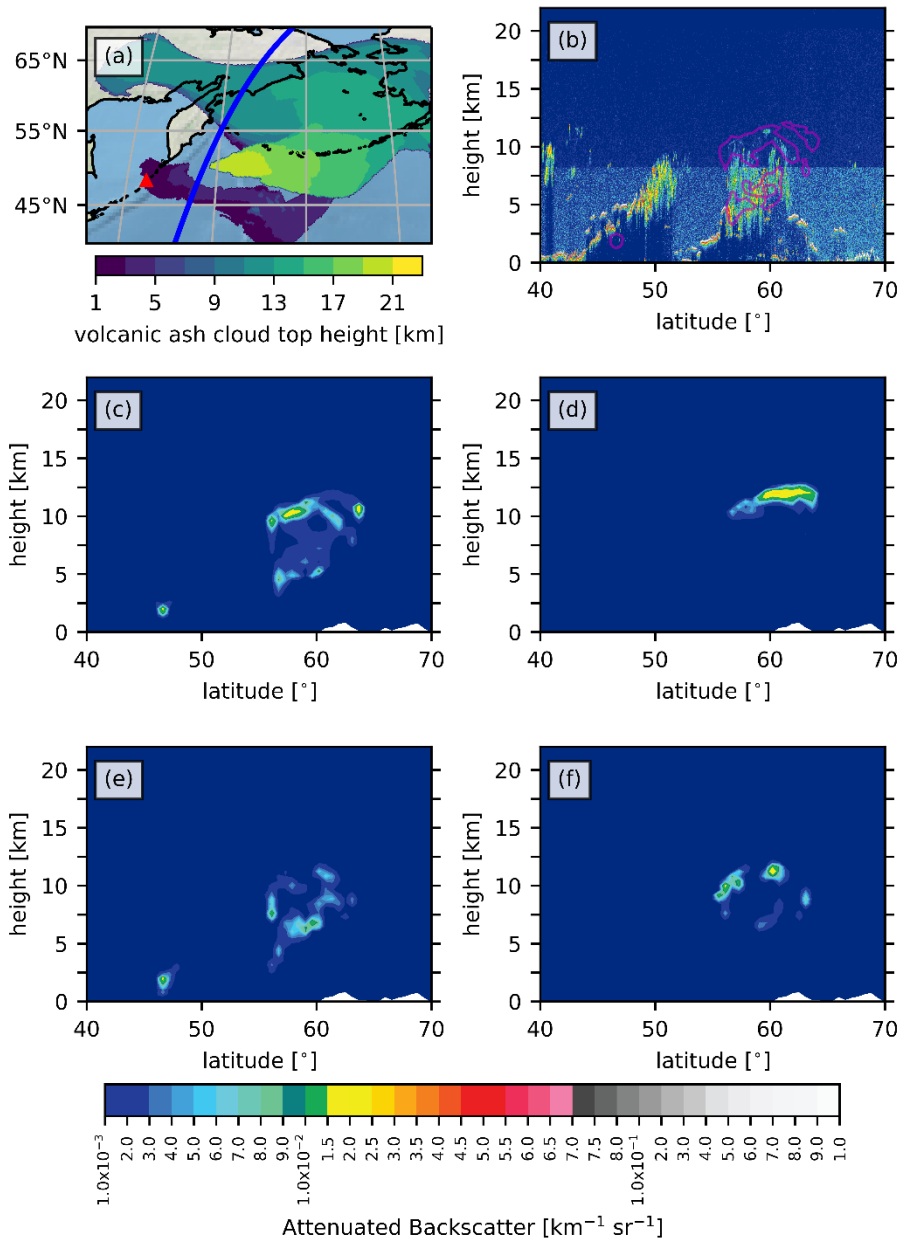 (a)
65°N
55°N
45°N
1 5 9 13 17 21
volcanic ash cloud top height [km]
(b)
20
15
10
5
0
height [km]
40 50 60 70
latitude [°]
(c)
20
15
10
5
0
height [km]
40 50 60 70
latitude [°]
(d)
20
15
10
5
0
height [km]
40 50 60 70
latitude [°]
(e)
20
15
10
5
0
height [km]
40 50 60 70
latitude [°]
(f)
20
15
10
5
0
height [km]
40 50 60 70
latitude [°]
1.0x10⁻³ 2.0 3.0 4.0 5.0 6.0 7.0 8.0 9.0 1.0x10⁻² 1.5 2.5 3.0 3.5 4.0 4.5 5.0 5.5 6.0 6.5 7.0 7.5 8.5 1.0x10⁻¹ 2.0 3.0 4.0 5.0 6.0 7.0 8.0 9.0 1.0
Attenuated Backscatter [km⁻¹ sr⁻¹]